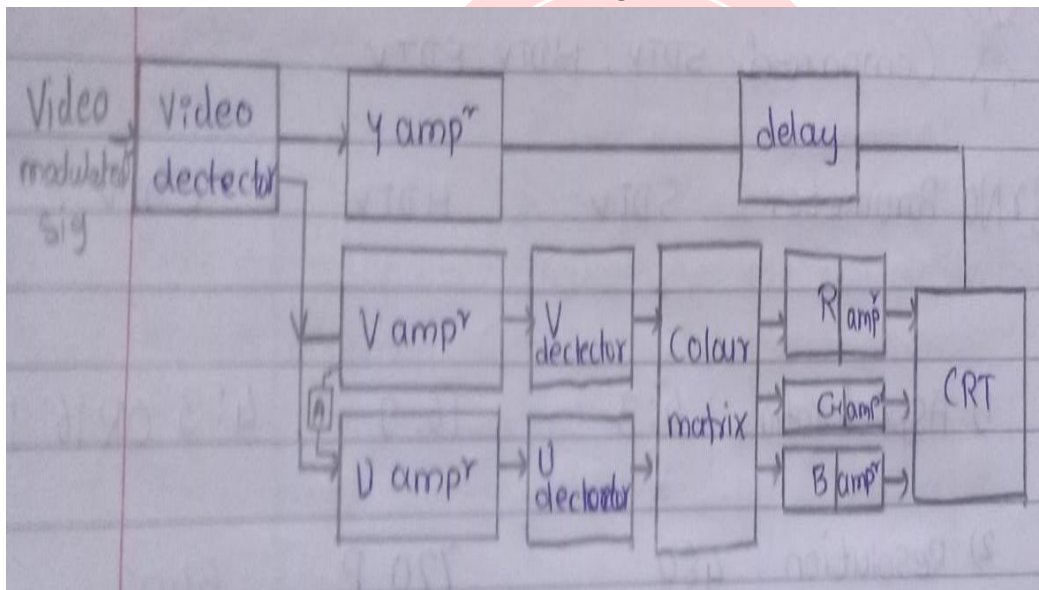 Video
modulated
sig
Video
dectector
Y ampr
delay
V ampr
V
dectector
Colour
matrix
R ampr
G ampr
B ampr
CRT
A
U ampr
U
dectector